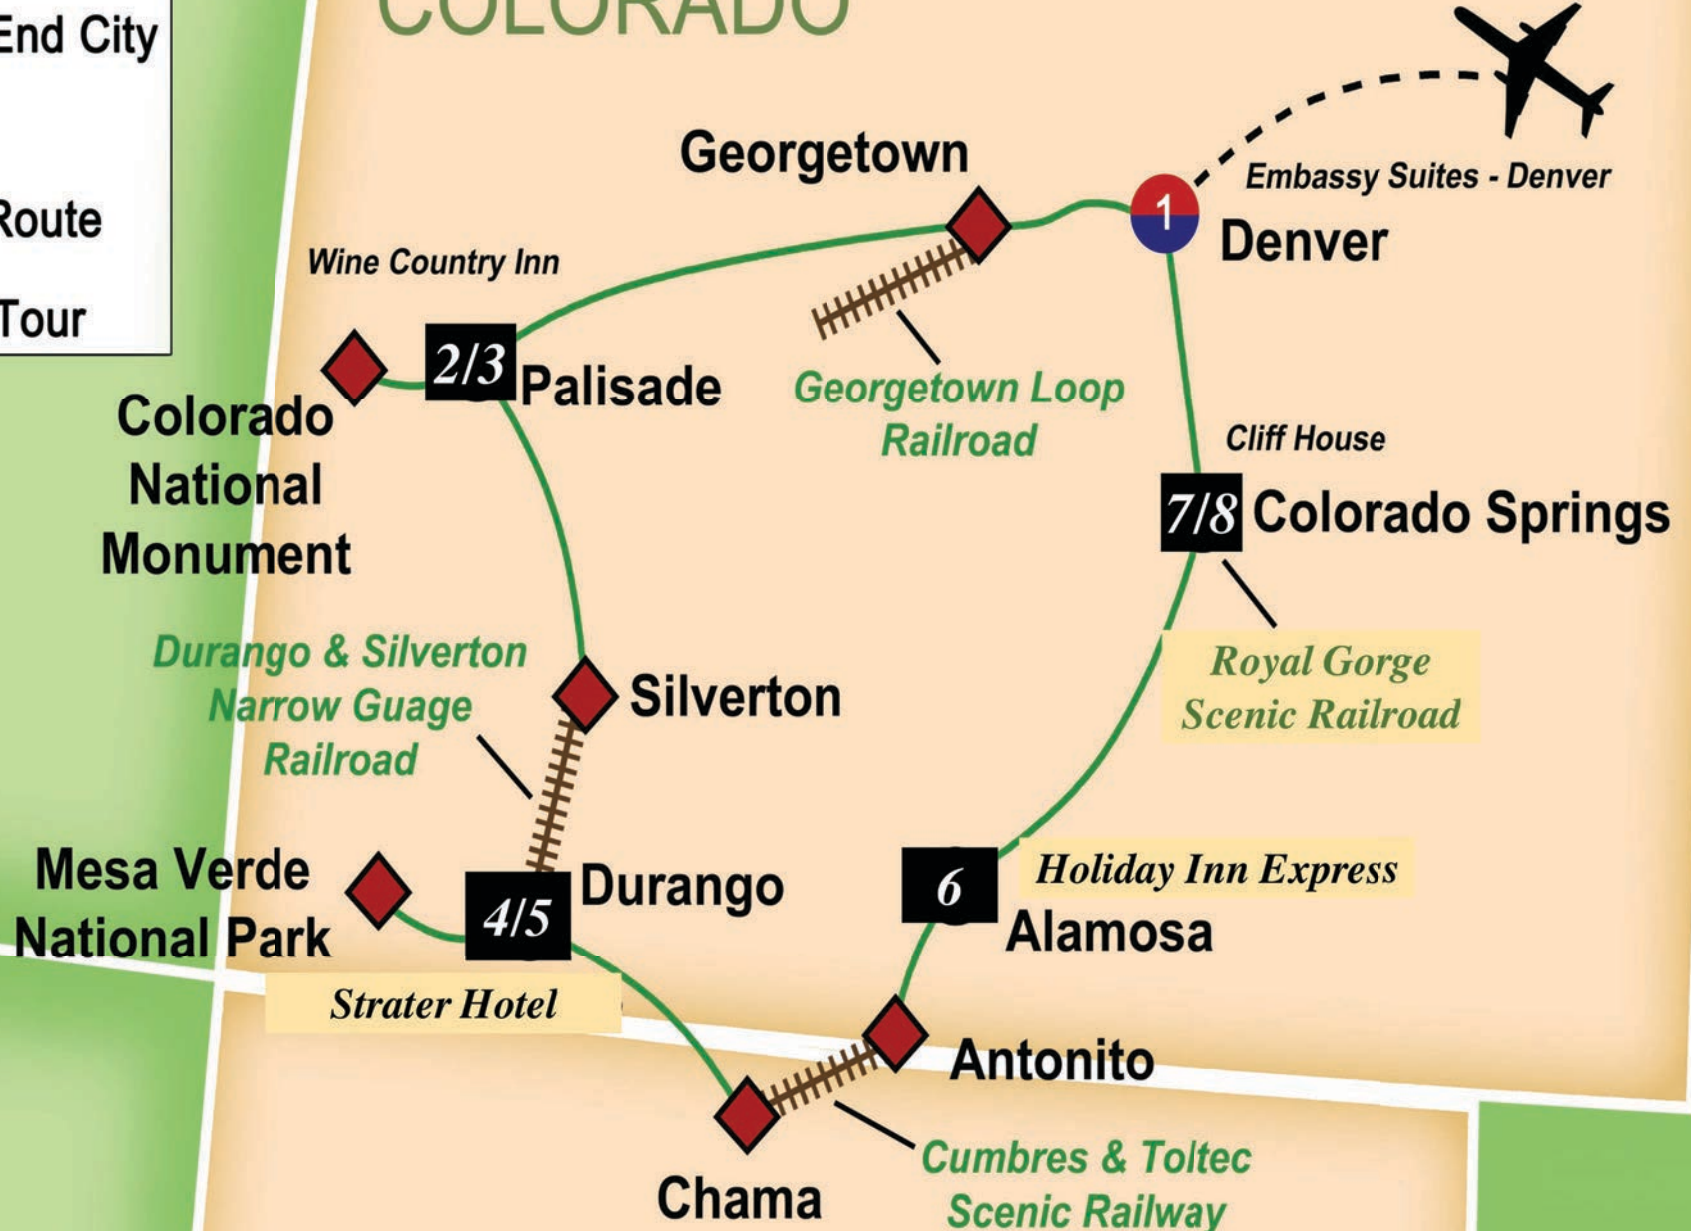 COLORADO
End City
Route
Tour
Georgetown
Embassy Suites - Denver
1
Denver
Wine Country Inn
2/3
Palisade
Georgetown Loop
Railroad
Colorado
National
Monument
Cliff House
7/8
Colorado Springs
Durango & Silverton
Narrow Guage
Railroad
Silverton
Royal Gorge
Scenic Railroad
Mesa Verde
National Park
4/5
Durango
Strater Hotel
6
Holiday Inn Express
Alamosa
Antonito
Chama
Cumbres & Toltec
Scenic Railway